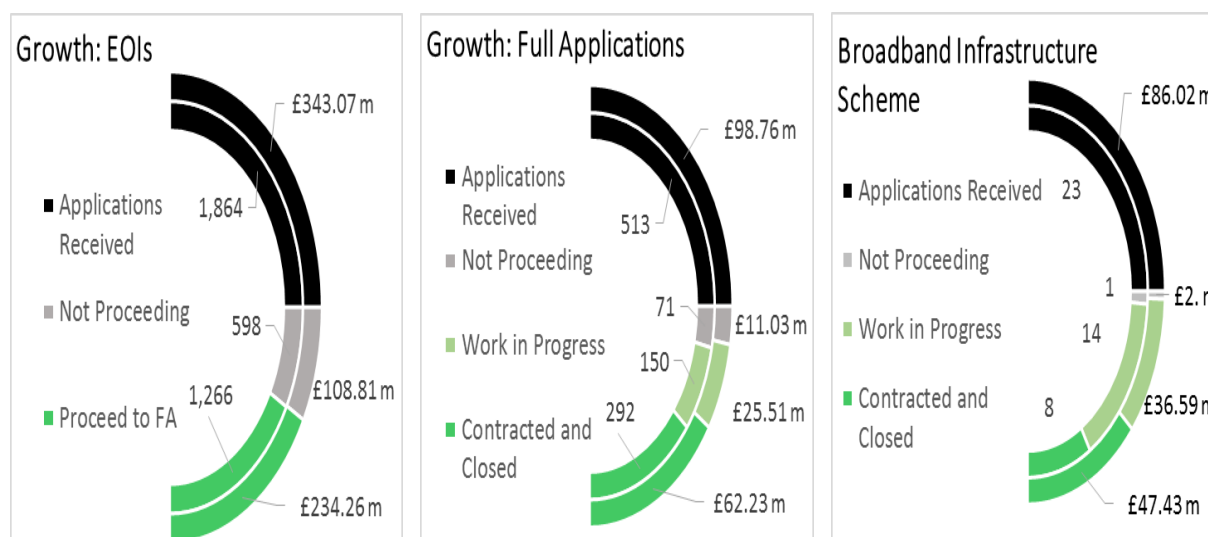 Growth: EOIs
£343.07 m
Applications
Received
1,864
Not Proceeding
598
£108.81 m
1,266
Proceed to FA
£234.26 m
Growth: Full Applications
£98.76 m
Applications
Received
513
Not Proceeding
71
£11.03 m
Work in Progress
150
£25.51 m
292
Contracted and
Closed
£62.23 m
Broadband Infrastructure
Scheme
£86.02 m
Applications Received
23
Not Proceeding
1
£2.
Work in Progress
14
£36.59 m
Contracted and
Closed
8
£47.43 m